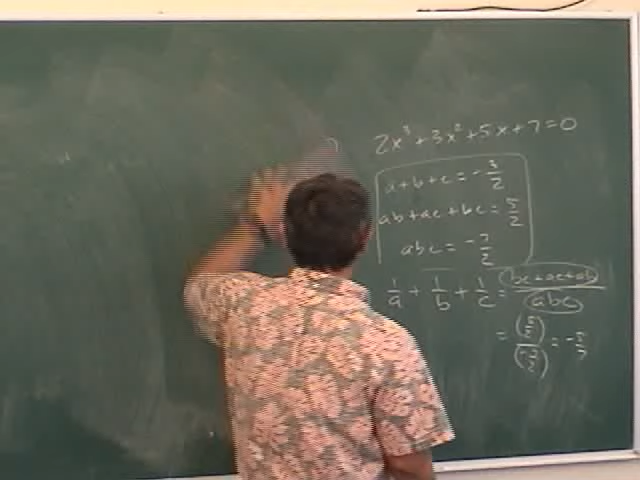 2x³+3x²+5x+7=0
a+b+c=-3/2
ab+ac+bc=5/2
abc=-7/2
1/a+1/b+1/c=(bc+ac+ab)/(abc)
=(5/2)/(-7/2)=-5/7